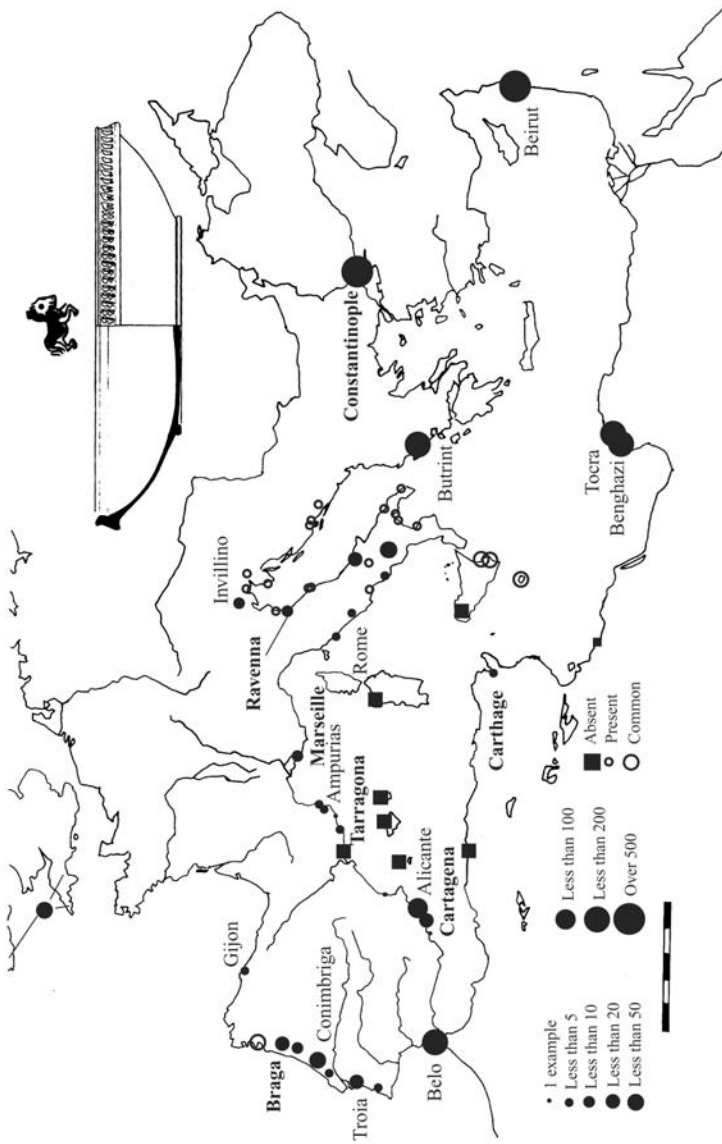 Invillino
Ravenna
Rome
Constantinople
Butrint
Beirut
Tocra
Benghazi
Marseille
Ampurias
Tarragona
Alicante
Cartagena
Carthage
Gijon
Conimbriga
Braga
Troia
Belo
1 example
Less than 5
Less than 10
Less than 20
Less than 50
Less than 100
Less than 200
Over 500
Absent
Present
Common